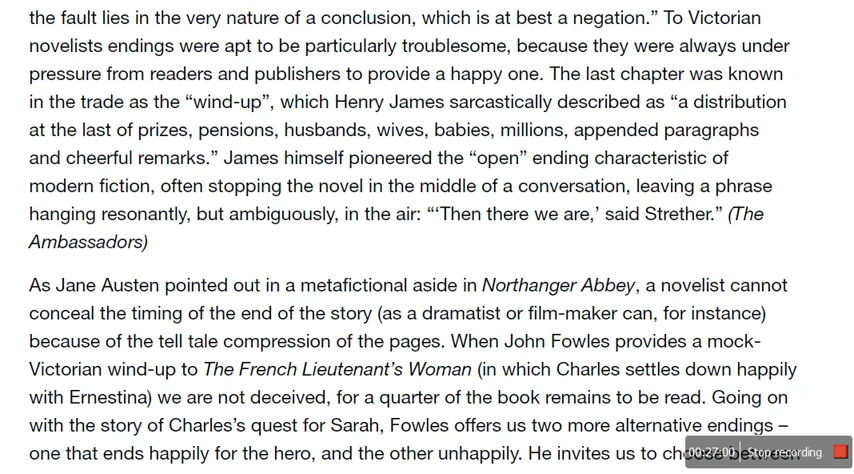 the fault lies in the very nature of a conclusion, which is at best a negation.” To Victorian
novelists endings were apt to be particularly troublesome, because they were always under
pressure from readers and publishers to provide a happy one. The last chapter was known
in the trade as the “wind-up”, which Henry James sarcastically described as “a distribution
at the last of prizes, pensions, husbands, wives, babies, millions, appended paragraphs
and cheerful remarks.” James himself pioneered the “open” ending characteristic of
modern fiction, often stopping the novel in the middle of a conversation, leaving a phrase
hanging resonantly, but ambiguously, in the air: “‘Then there we are,’ said Strether.” (The
Ambassadors)
As Jane Austen pointed out in a metafictional aside in Northanger Abbey, a novelist cannot
conceal the timing of the end of the story (as a dramatist or film-maker can, for instance)
because of the tell tale compression of the pages. When John Fowles provides a mock-
Victorian wind-up to The French Lieutenant’s Woman (in which Charles settles down happily
with Ernestina) we are not deceived, for a quarter of the book remains to be read. Going on
with the story of Charles’s quest for Sarah, Fowles offers us two more alternative endings –
one that ends happily for the hero, and the other unhappily. He invites us to choose between
00:27:00 Stop recording